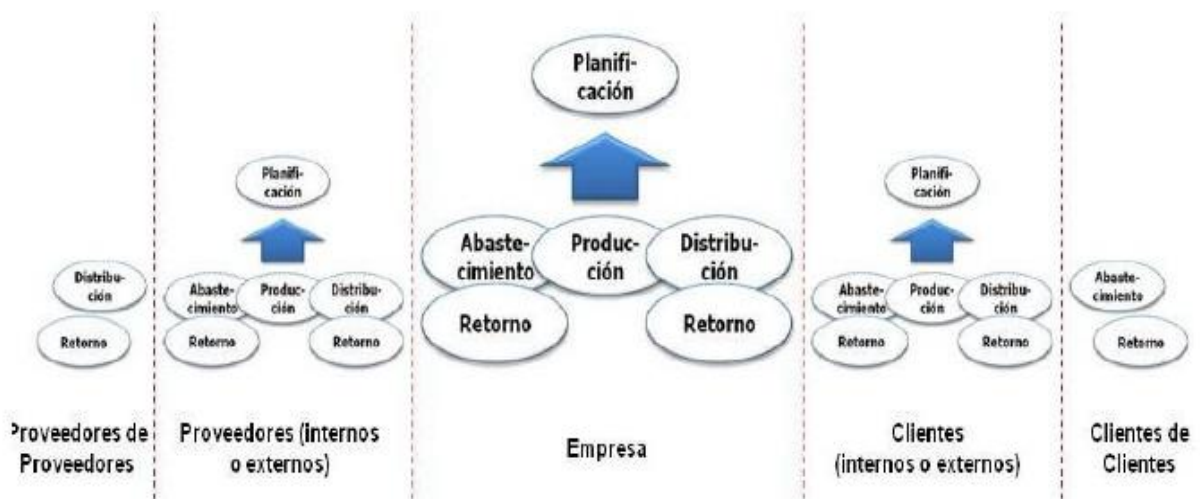 Planifi-
cación
Planifi-
cación
Planifi-
cación
Abaste-
cimiento
Produc-
ción
Distribu-
ción
Retorno
Retorno
Distribu-
ción
Retorno
Abaste-
cimiento
Produc-
ción
Distribu-
ción
Retorno
Retorno
Abaste-
cimiento
Produc-
ción
Distribu-
ción
Retorno
Retorno
Abaste-
cimiento
Retorno
Proveedores de
Proveedores
Proveedores (internos
o externos)
Empresa
Clientes
(internos o externos)
Clientes de
Clientes